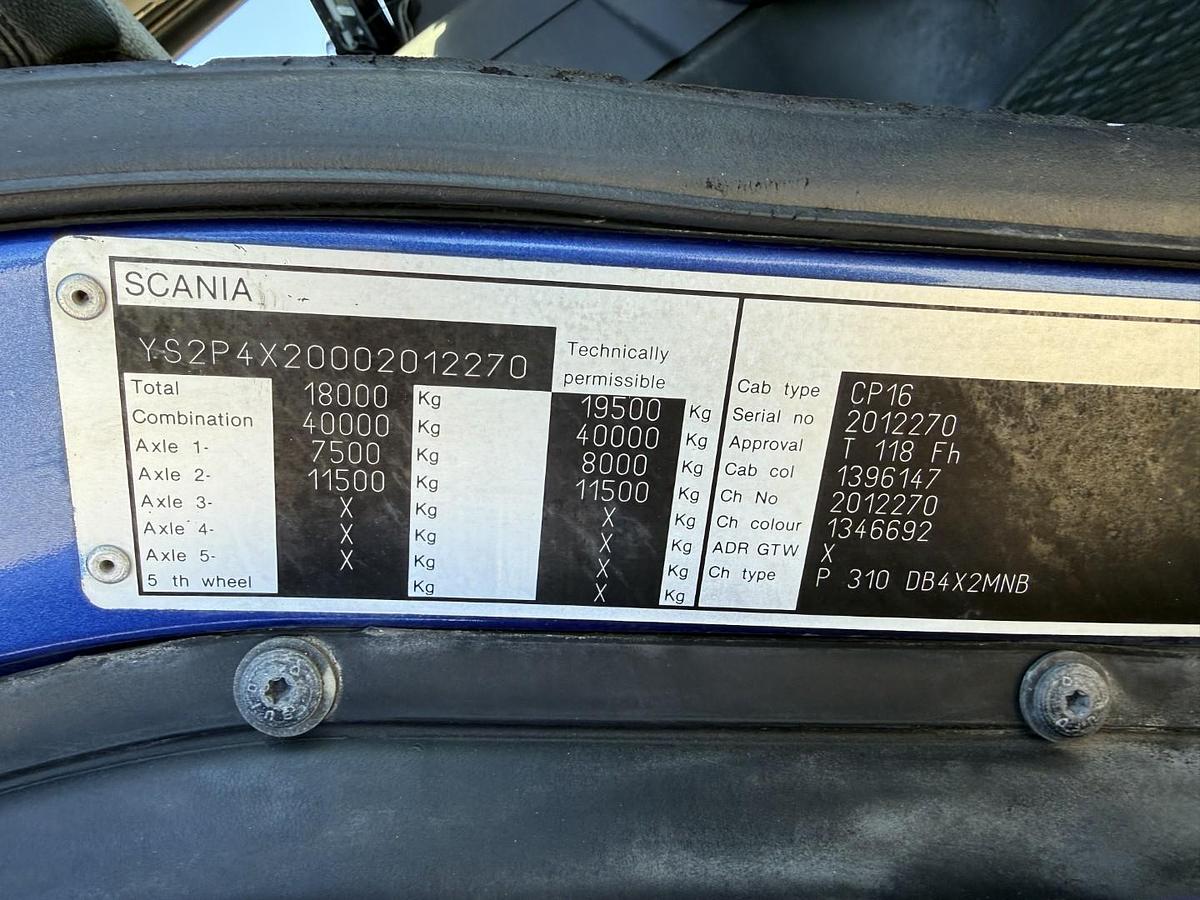 SCANIA
YS2P4X20002012270
Technically
permissible
Total 18000 Kg 19500 Kg
Combination 40000 Kg 40000 Kg
Axle 1- 7500 Kg 8000 Kg
Axle 2- 11500 Kg 11500 Kg
Axle 3- X Kg X Kg
Axle 4- X Kg X Kg
Axle 5- X Kg X Kg
5 th wheel Kg X Kg
Cab type CP16
Serial no 2012270
Approval T 118 Fh
Cab col 1396147
Ch No 2012270
Ch colour 1346692
ADR GTW X
Ch type P 310 DB4X2MNB